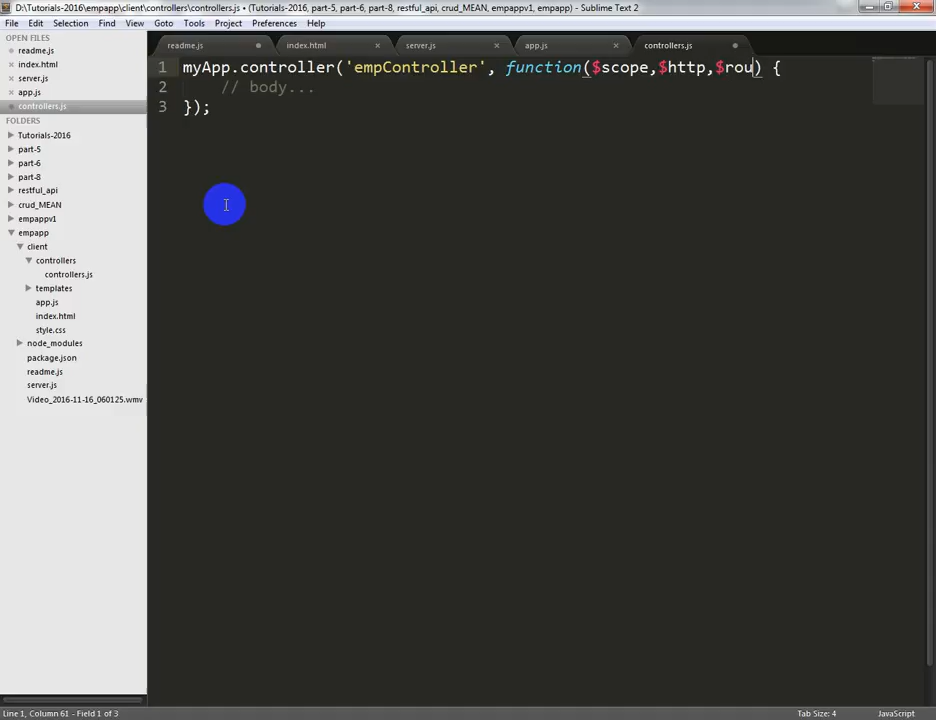 D:\Tutorials-2016\empapp\client\controllers\controllers.js • (Tutorials-2016, part-5, part-6, part-8, restful_api, crud_MEAN, empappv1, empapp) - Sublime Text 2
File Edit Selection Find View Goto Tools Project Preferences Help
OPEN FILES
readme.js
index.html
server.js
app.js
controllers.js
FOLDERS
Tutorials-2016
part-5
part-6
part-8
restful_api
crud_MEAN
empappv1
empapp
client
controllers
controllers.js
templates
app.js
index.html
style.css
node_modules
package.json
readme.js
server.js
Video_2016-11-16_060125.wmv
readme.js index.html server.js app.js controllers.js
1 myApp.controller('empController', function($scope,$http,$rou) {
2 // body...
3 });
Line 1, Column 61 - Field 1 of 3 Tab Size: 4 JavaScript